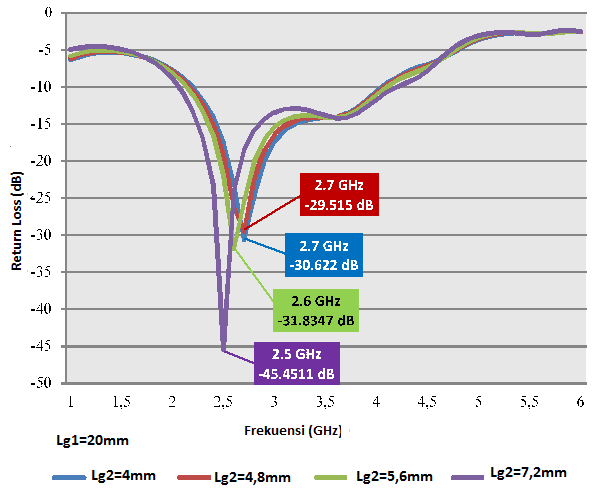 0
-5
-10
-15
-20
-25
-30
-35
-40
-45
-50
Return Loss (dB)
2.7 GHz
-29.515 dB
2.7 GHz
-30.622 dB
2.6 GHz
-31.8347 dB
2.5 GHz
-45.4511 dB
1 1,5 2 2,5 3 3,5 4 4,5 5 5,5 6
Frekuensi (GHz)
Lg1=20mm
Lg2=4mm Lg2=4,8mm Lg2=5,6mm Lg2=7,2mm